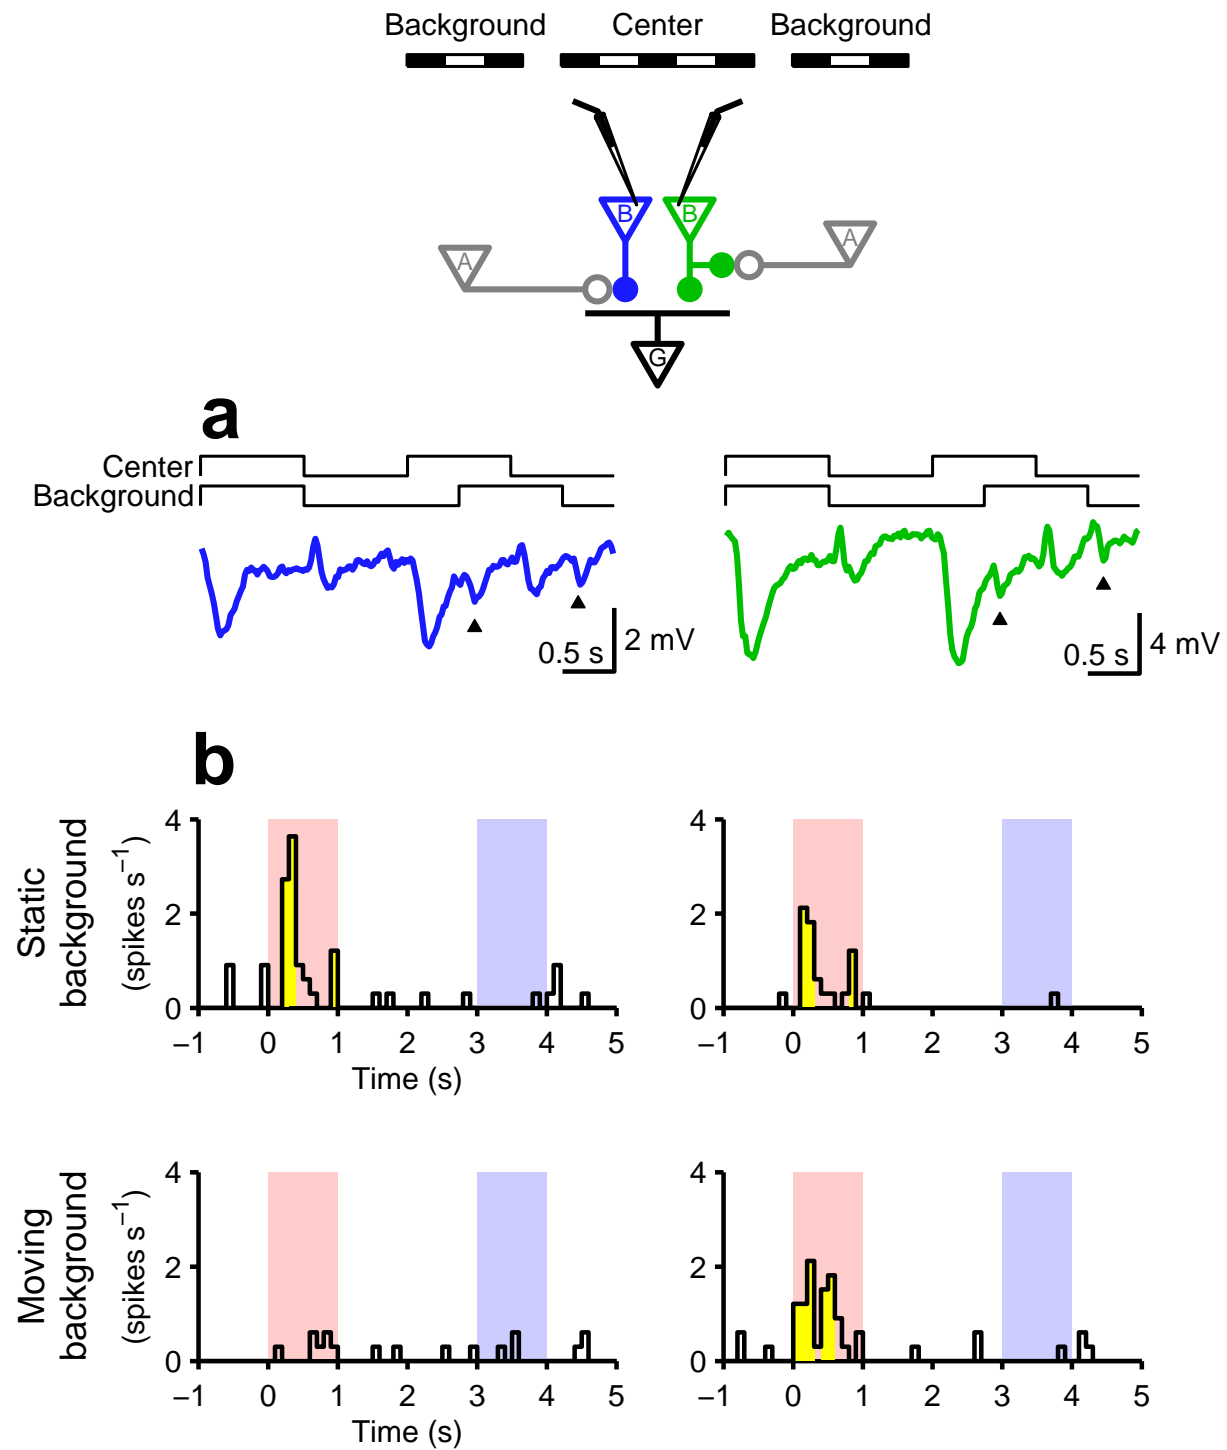 Background Center Background
B B
A A
G
a
Center
Background
0.5 s 2 mV
0.5 s 4 mV
b
Static
background
(spikes s−1)
4
2
0
−1 0 1 2 3 4 5
Time (s)
4
2
0
−1 0 1 2 3 4 5
Moving
background
(spikes s−1)
4
2
0
−1 0 1 2 3 4 5
Time (s)
4
2
0
−1 0 1 2 3 4 5